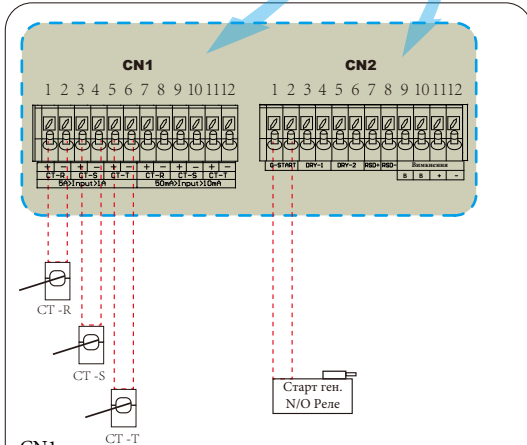 CN1 CN2
1 2 3 4 5 6 7 8 9 10 11 12 1 2 3 4 5 6 7 8 9 10 11 12
+ − + − + − + − + − + −
CT-R CT-S CT-T CT-R CT-S CT-T G-START DRY-1 DRY-2 RSD+ RSD-
5A>Input>1A 50mA>Input>10mA B B + -
CT -R
CT -S
CT -T
Старт ген.
N/O Реле
CN1